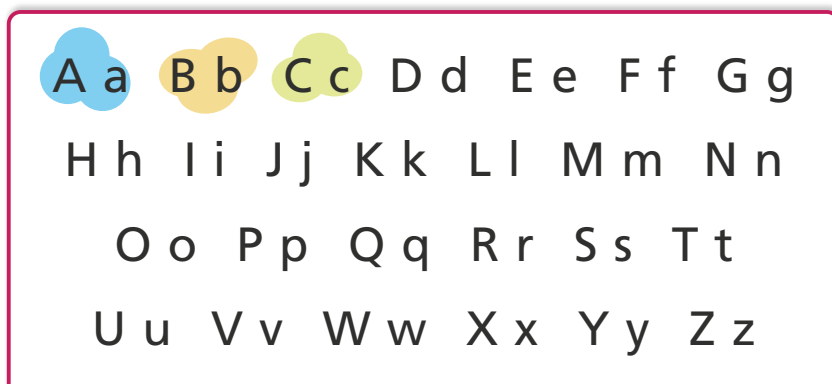 A a B b C c D d E e F f G g
H h I i J j K k L l M m N n
O o P p Q q R r S s T t
U u V v W w X x Y y Z z